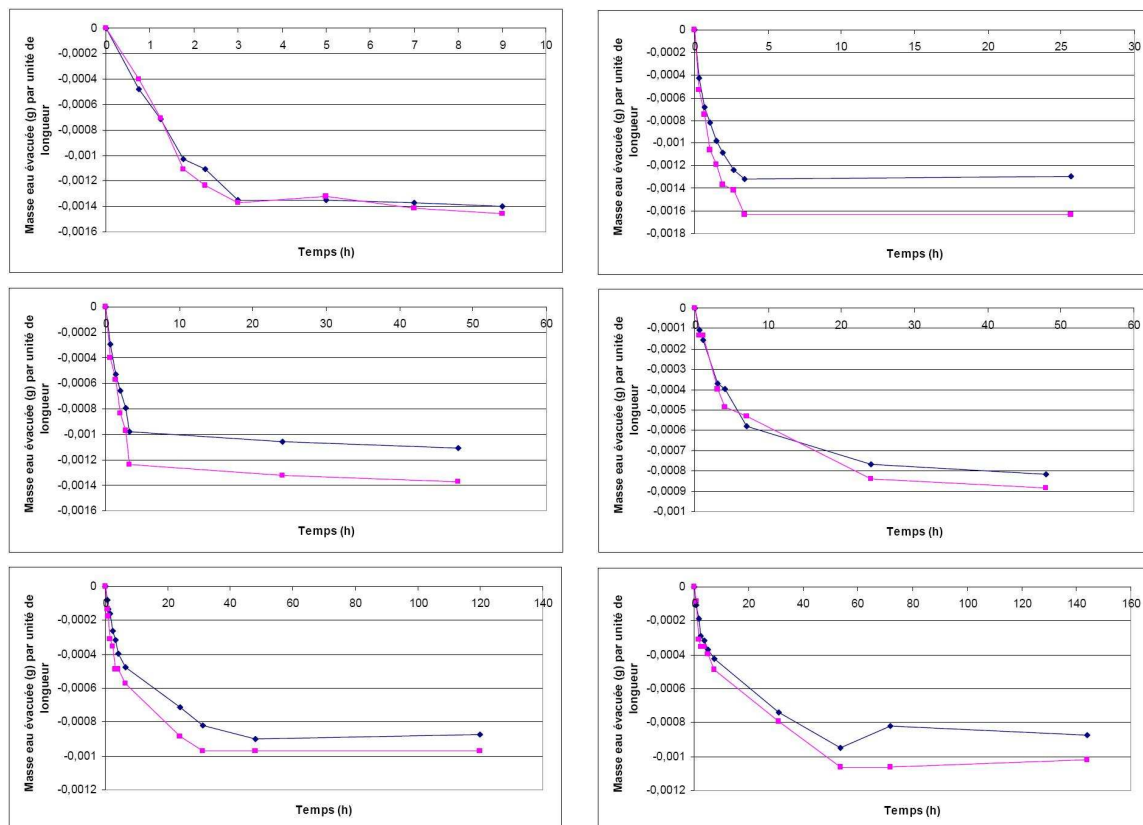 0
-0,0002
-0,0004
-0,0006
-0,0008
-0,001
-0,0012
-0,0014
-0,0016
0 1 2 3 4 5 6 7 8 9 10
Masse eau évacuée (g) par unité de
longueur
Temps (h)
0
-0,0002
-0,0004
-0,0006
-0,0008
-0,001
-0,0012
-0,0014
-0,0016
-0,0018
0 5 10 15 20 25 30
Masse eau évacuée (g) par unité de
longueur
Temps (h)
0
-0,0002
-0,0004
-0,0006
-0,0008
-0,001
-0,0012
-0,0014
-0,0016
0 10 20 30 40 50 60
Masse eau évacuée (g) par unité de
longueur
Temps (h)
0
-0,0001
-0,0002
-0,0003
-0,0004
-0,0005
-0,0006
-0,0007
-0,0008
-0,0009
-0,001
0 10 20 30 40 50 60
Masse eau évacuée (g) par unité de
longueur
Temps (h)
0
-0,0002
-0,0004
-0,0006
-0,0008
-0,001
-0,0012
0 20 40 60 80 100 120 140
Masse eau évacuée (g) par unité de
longueur
Temps (h)
0
-0,0002
-0,0004
-0,0006
-0,0008
-0,001
-0,0012
0 20 40 60 80 100 120 140 160
Masse eau évacuée (g) par unité de
longueur
Temps (h)